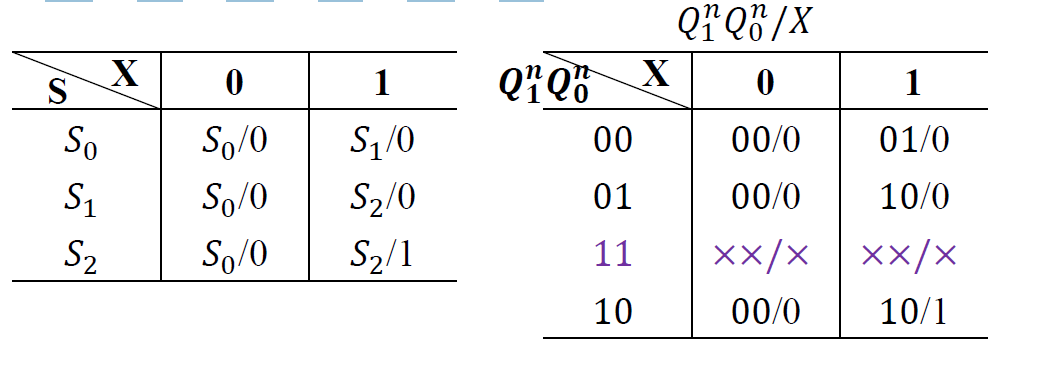 Q₁ⁿQ₀ⁿ/X
S X 0 1
S₀ S₀/0 S₁/0
S₁ S₀/0 S₂/0
S₂ S₀/0 S₂/1
Q₁ⁿQ₀ⁿ X 0 1
00 00/0 01/0
01 00/0 10/0
11 ××/× ××/×
10 00/0 10/1